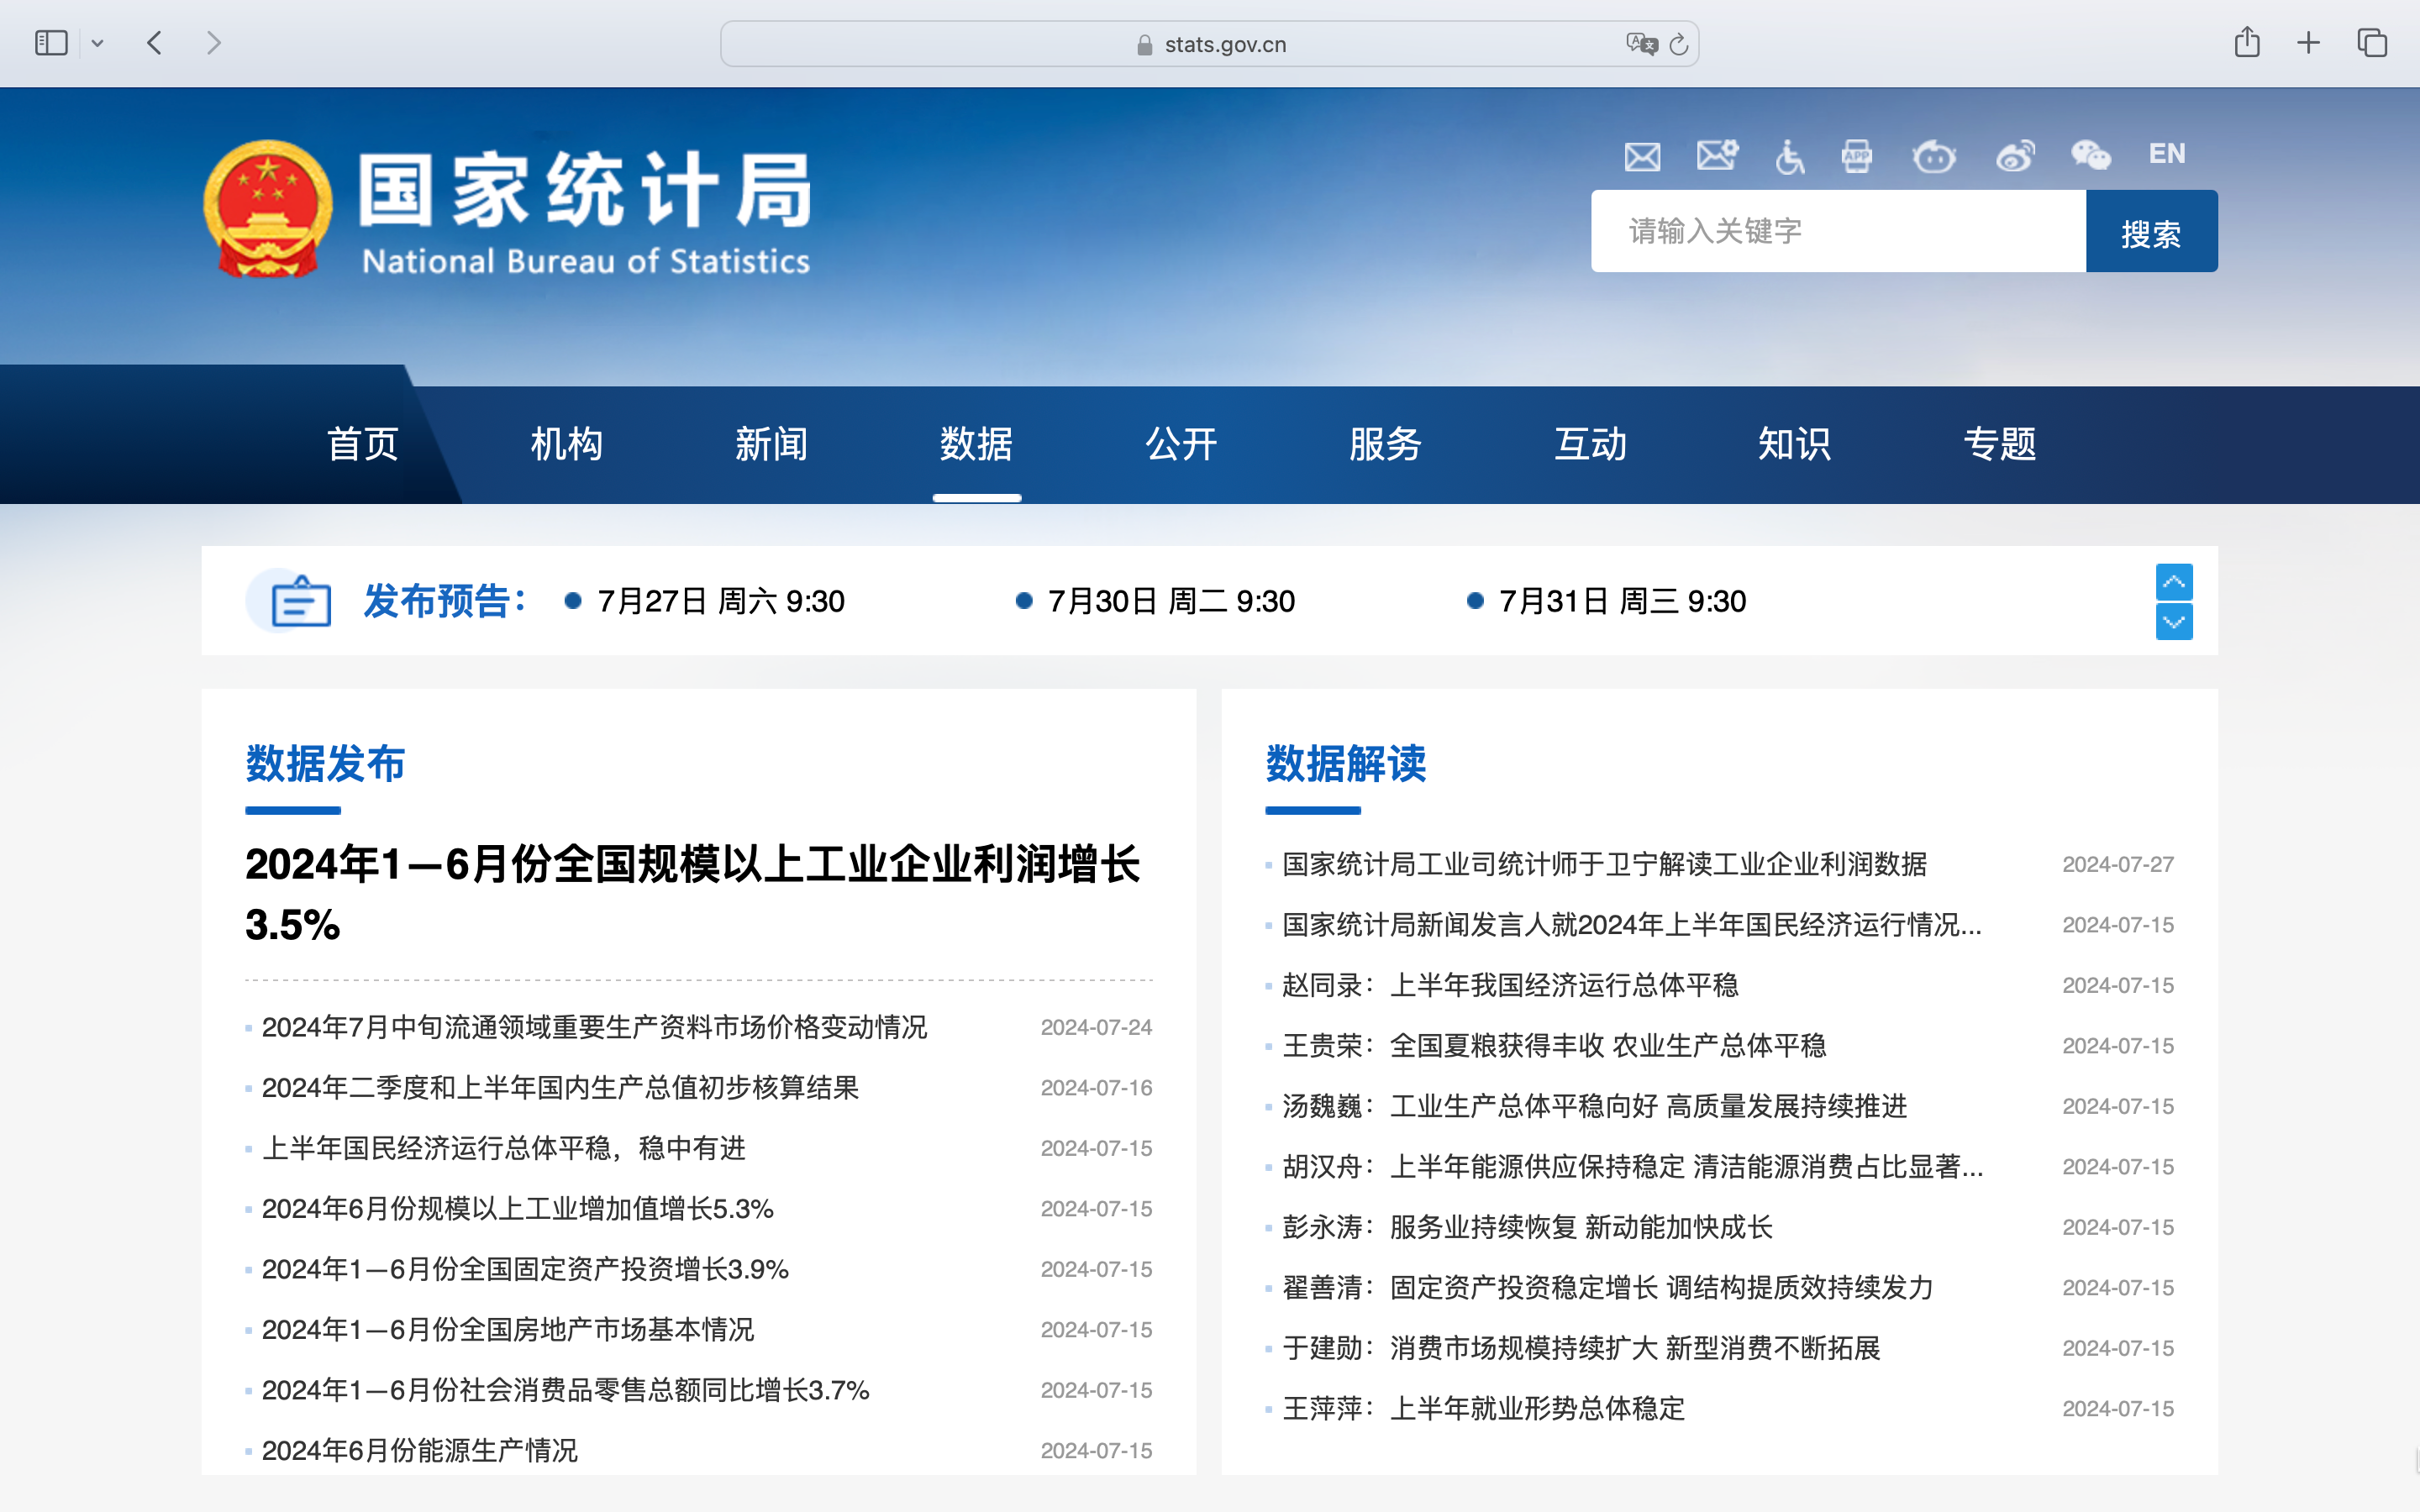 stats.gov.cn
国家统计局
National Bureau of Statistics
APP
EN
请输入关键字
搜索
首页 机构 新闻 数据 公开 服务 互动 知识 专题
发布预告： 7月27日 周六 9:30 7月30日 周二 9:30 7月31日 周三 9:30
数据发布
2024年1—6月份全国规模以上工业企业利润增长
3.5%
2024年7月中旬流通领域重要生产资料市场价格变动情况 2024-07-24
2024年二季度和上半年国内生产总值初步核算结果 2024-07-16
上半年国民经济运行总体平稳，稳中有进 2024-07-15
2024年6月份规模以上工业增加值增长5.3% 2024-07-15
2024年1—6月份全国固定资产投资增长3.9% 2024-07-15
2024年1—6月份全国房地产市场基本情况 2024-07-15
2024年1—6月份社会消费品零售总额同比增长3.7% 2024-07-15
2024年6月份能源生产情况 2024-07-15
数据解读
国家统计局工业司统计师于卫宁解读工业企业利润数据 2024-07-27
国家统计局新闻发言人就2024年上半年国民经济运行情况... 2024-07-15
赵同录：上半年我国经济运行总体平稳 2024-07-15
王贵荣：全国夏粮获得丰收 农业生产总体平稳 2024-07-15
汤魏巍：工业生产总体平稳向好 高质量发展持续推进 2024-07-15
胡汉舟：上半年能源供应保持稳定 清洁能源消费占比显著... 2024-07-15
彭永涛：服务业持续恢复 新动能加快成长 2024-07-15
翟善清：固定资产投资稳定增长 调结构提质效持续发力 2024-07-15
于建勋：消费市场规模持续扩大 新型消费不断拓展 2024-07-15
王萍萍：上半年就业形势总体稳定 2024-07-15